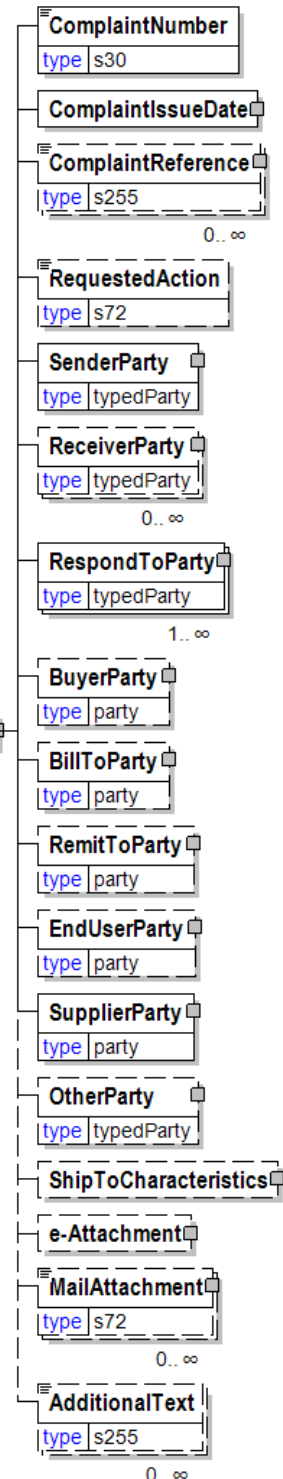 ComplaintNumber
type s30
ComplaintIssueDate
ComplaintReference
type s255
0.. ∞
RequestedAction
type s72
SenderParty
type typedParty
ReceiverParty
type typedParty
0.. ∞
RespondToParty
type typedParty
1.. ∞
BuyerParty
type party
BillToParty
type party
RemitToParty
type party
EndUserParty
type party
SupplierParty
type party
OtherParty
type typedParty
ShipToCharacteristics
e-Attachment
MailAttachment
type s72
0.. ∞
AdditionalText
type s255
0.. ∞